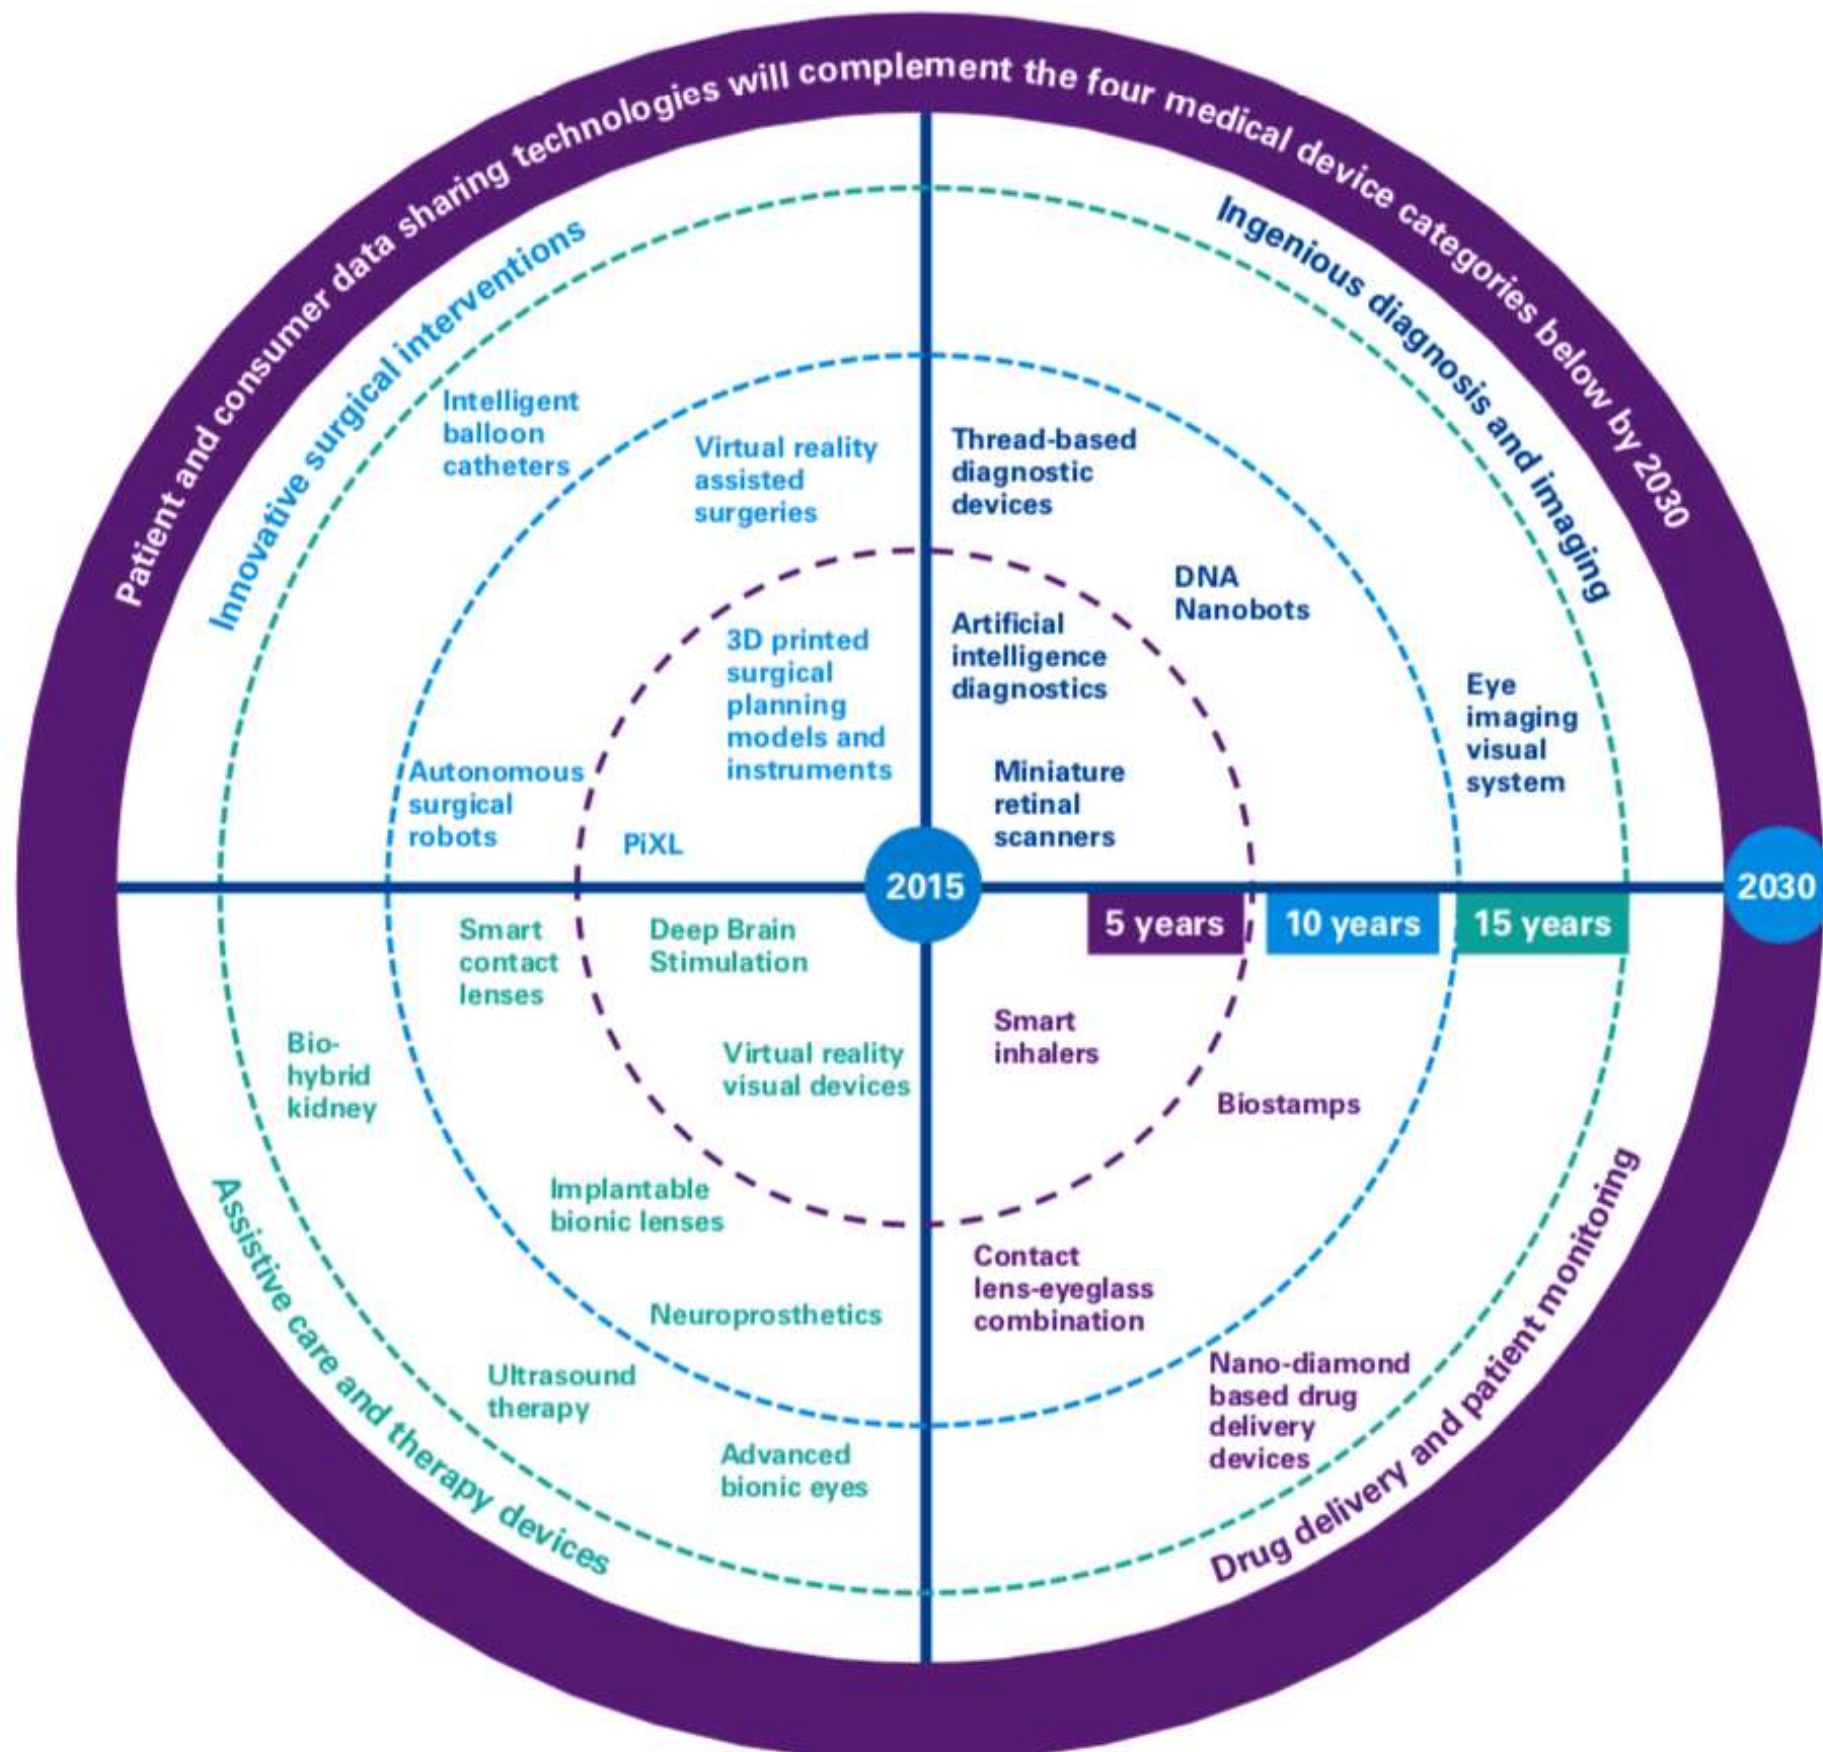 Patient and consumer data sharing technologies will complement the four medical device categories below by 2030
Innovative surgical interventions
Intelligent
balloon
catheters
Virtual reality
assisted
surgeries
3D printed
surgical
planning
models and
instruments
Autonomous
surgical
robots
PiXL
Ingenious diagnosis and imaging
Thread-based
diagnostic
devices
DNA
Nanobots
Artificial
intelligence
diagnostics
Eye
imaging
visual
system
Miniature
retinal
scanners
2015
2030
5 years
10 years
15 years
Smart
contact
lenses
Deep Brain
Stimulation
Bio-
hybrid
kidney
Virtual reality
visual devices
Implantable
bionic lenses
Neuroprosthetics
Ultrasound
therapy
Advanced
bionic eyes
Assistive care and therapy devices
Smart
inhalers
Biostamps
Contact
lens-eyeglass
combination
Nano-diamond
based drug
delivery
devices
Drug delivery and patient monitoring